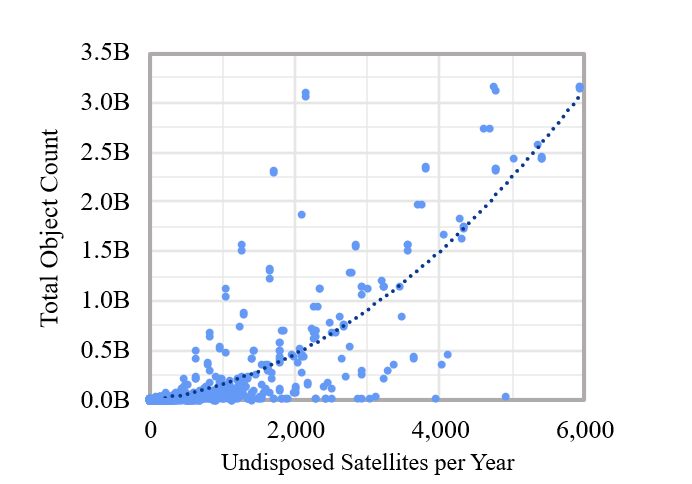 3.5B
3.0B
2.5B
2.0B
1.5B
1.0B
0.5B
0.0B
Total Object Count
0 2,000 4,000 6,000
Undisposed Satellites per Year